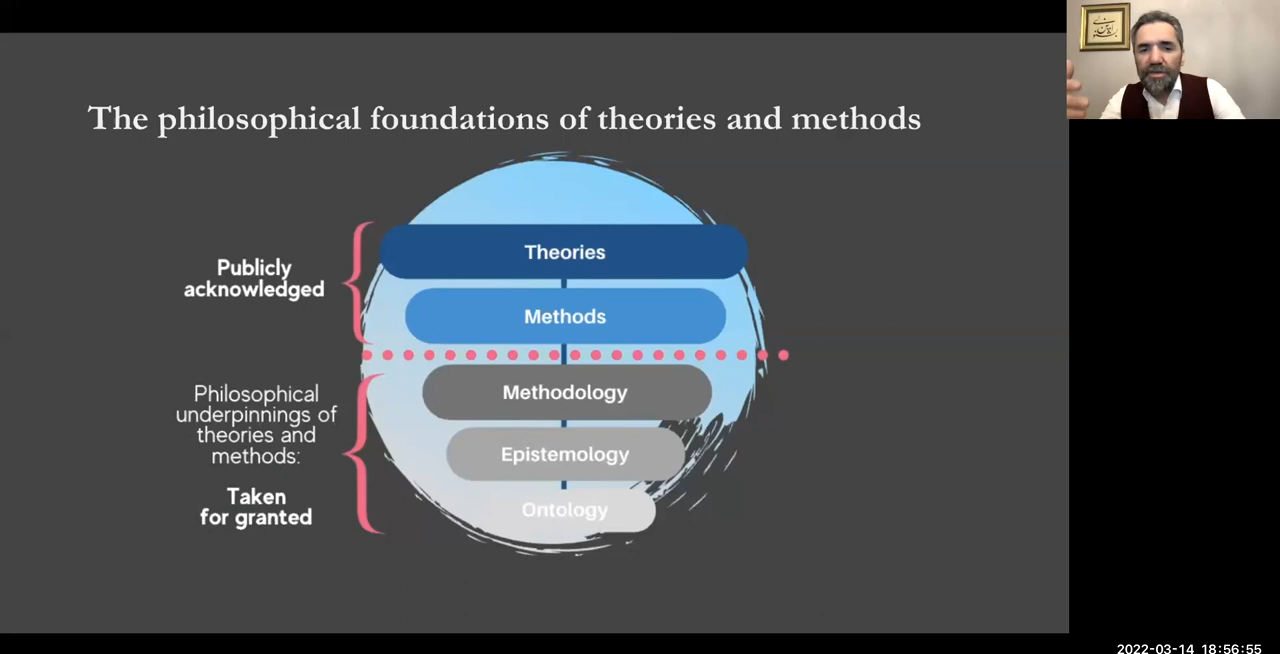 The philosophical foundations of theories and methods
Publicly
acknowledged
Theories
Methods
Philosophical
underpinnings of
theories and
methods:
Taken
for granted
Methodology
Epistemology
Ontology
2022-03-14 18:56:55